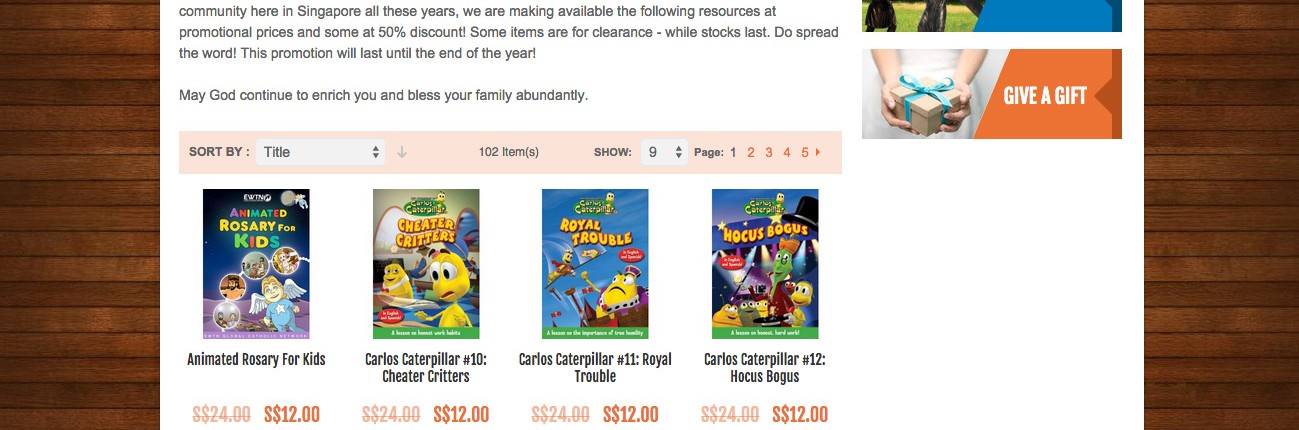 community here in Singapore all these years, we are making available the following resources at
promotional prices and some at 50% discount! Some items are for clearance - while stocks last. Do spread
the word! This promotion will last until the end of the year!
May God continue to enrich you and bless your family abundantly.
GIVE A GIFT
SORT BY : Title 102 Item(s) SHOW: 9 Page: 1 2 3 4 5
EWTN
ANIMATED
ROSARY FOR
KIDS
EWTN GLOBAL CATHOLIC NETWORK
Carlos
Caterpillar
CHEATER
CRITTERS
In English
and Spanish!
A lesson on honest work habits
Carlos
Caterpillar
ROYAL
TROUBLE
In English
and Spanish!
A lesson on the importance of true humility
Carlos
Caterpillar
HOCUS BOGUS
In English
and Spanish!
A lesson on honest, hard work!
Animated Rosary For Kids
Carlos Caterpillar #10:
Cheater Critters
Carlos Caterpillar #11: Royal
Trouble
Carlos Caterpillar #12:
Hocus Bogus
S$24.00 S$12.00
S$24.00 S$12.00
S$24.00 S$12.00
S$24.00 S$12.00